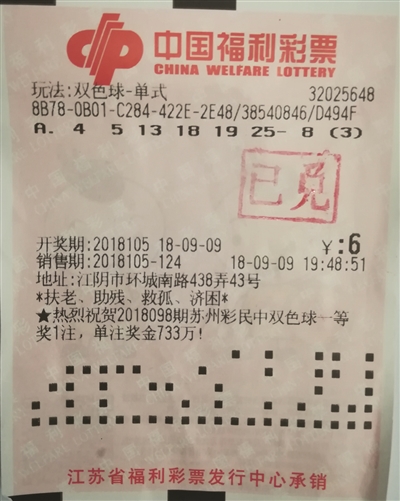 中国福利彩票
CHINA WELFARE LOTTERY
玩法:双色球-单式 32025648
8B78-0B01-C284-422E-2E48/38540846/D494F
A. 4 5 13 18 19 25- 8 (3)
已兑
开奖期:2018105 18-09-09 ￥:6
销售期:2018105-124 18-09-09 19:48:51
地址:江阴市环城南路438弄43号
*扶老、助残、救孤、济困*
★热烈祝贺2018098期苏州彩民中双色球一等
奖1注,单注奖金733万!
江苏省福利彩票发行中心承销